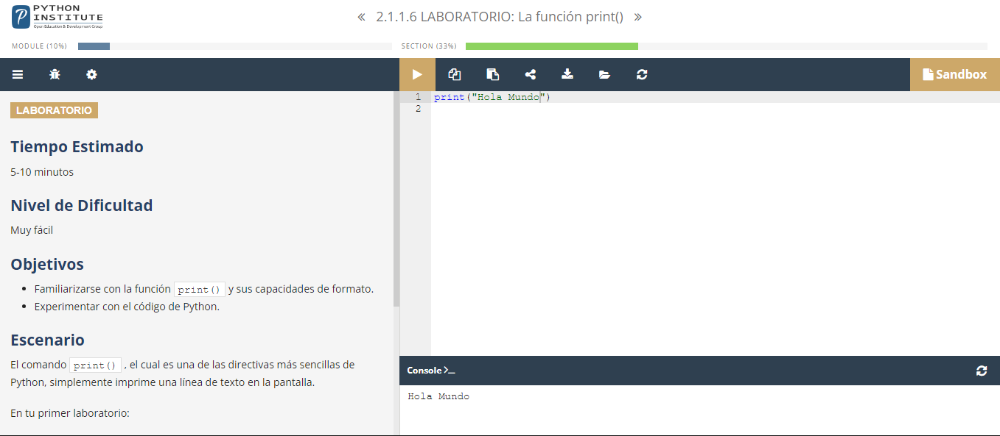 PYTHON
INSTITUTE
Open Education & Development Group
« 2.1.1.6 LABORATORIO: La función print() »
MODULE (10%)
SECTION (33%)
Sandbox
LABORATORIO
Tiempo Estimado
5-10 minutos
Nivel de Dificultad
Muy fácil
Objetivos
• Familiarizarse con la función print() y sus capacidades de formato.
• Experimentar con el código de Python.
Escenario
El comando print() , el cual es una de las directivas más sencillas de
Python, simplemente imprime una línea de texto en la pantalla.
En tu primer laboratorio:
1 print("Hola Mundo")
2
Console >_
Hola Mundo